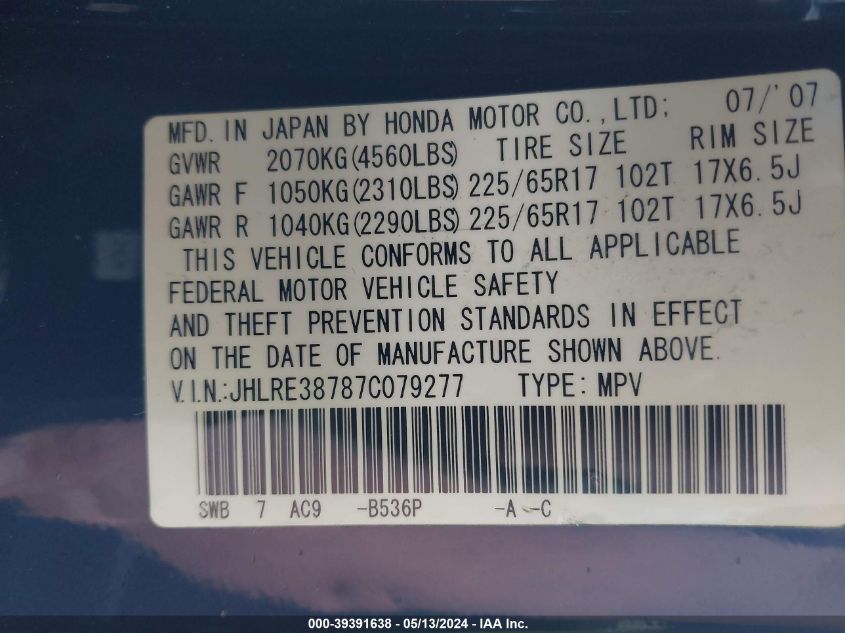 MFD. IN JAPAN BY HONDA MOTOR CO.,LTD; 07/'07
GVWR 2070KG(4560LBS) TIRE SIZE RIM SIZE
GAWR F 1050KG(2310LBS) 225/65R17 102T 17X6.5J
GAWR R 1040KG(2290LBS) 225/65R17 102T 17X6.5J
THIS VEHICLE CONFORMS TO ALL APPLICABLE
FEDERAL MOTOR VEHICLE SAFETY
AND THEFT PREVENTION STANDARDS IN EFFECT
ON THE DATE OF MANUFACTURE SHOWN ABOVE.
V.I.N.:JHLRE38787C079277 TYPE: MPV
SWB 7 AC9 -B536P -A -C
000-39391638 - 05/13/2024 - IAA Inc.